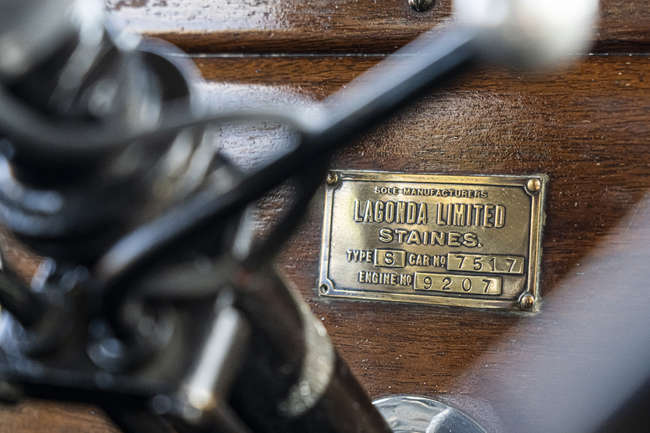 SOLE MANUFACTURERS
LAGONDA LIMITED
STAINES.
TYPE S CAR No 7517
ENGINE No 9207